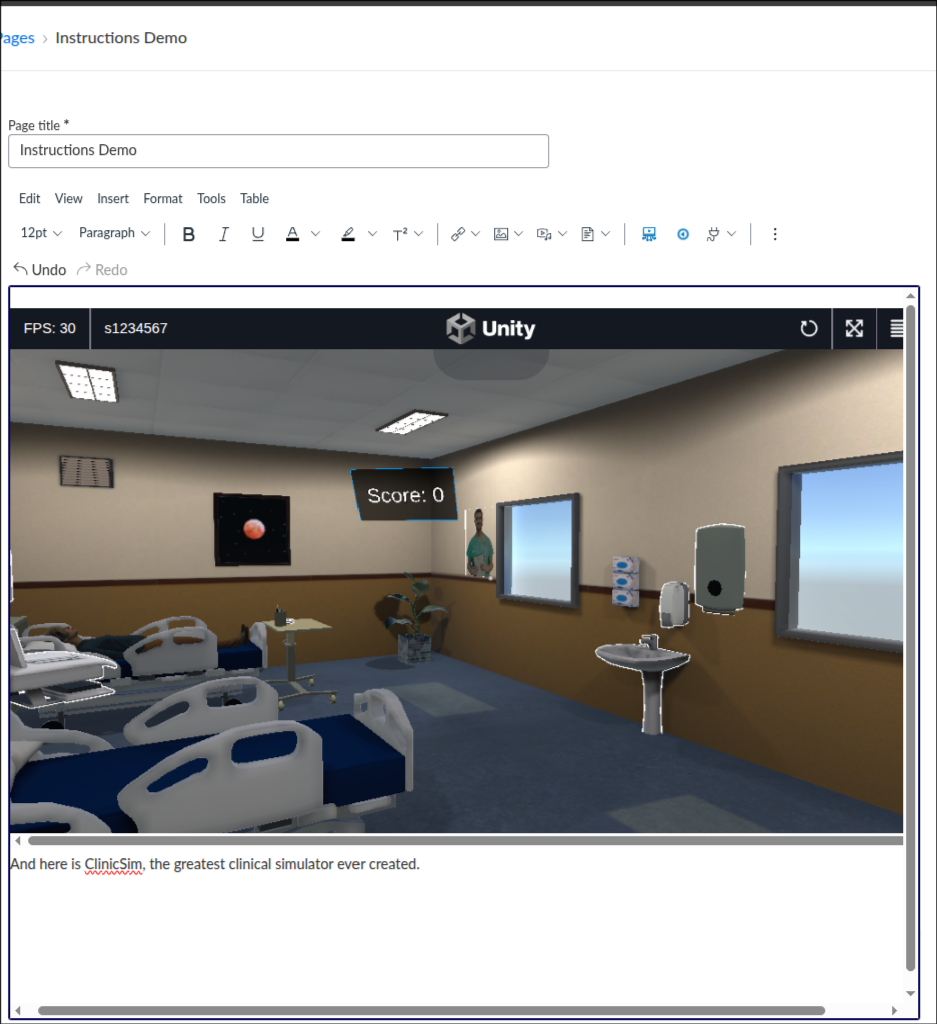 Pages › Instructions Demo
Page title *
Instructions Demo
Edit View Insert Format Tools Table
12pt Paragraph B I U A T²
Undo Redo
FPS: 30 s1234567 Unity
Score: 0
And here is ClinicSim, the greatest clinical simulator ever created.